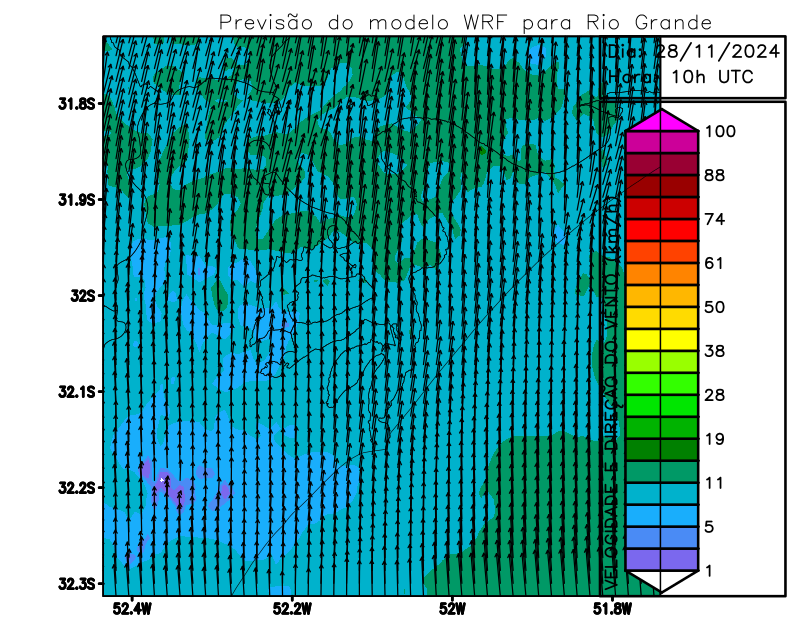 Previsão do modelo WRF para Rio Grande
Dia: 28/11/2024
Hora: 10h UTC
31.8S
31.9S
32S
32.1S
32.2S
32.3S
52.4W
52.2W
52W
51.8W
VELOCIDADE E DIREÇÃO DO VENTO (km/h)
100
88
74
61
50
38
28
19
11
5
1